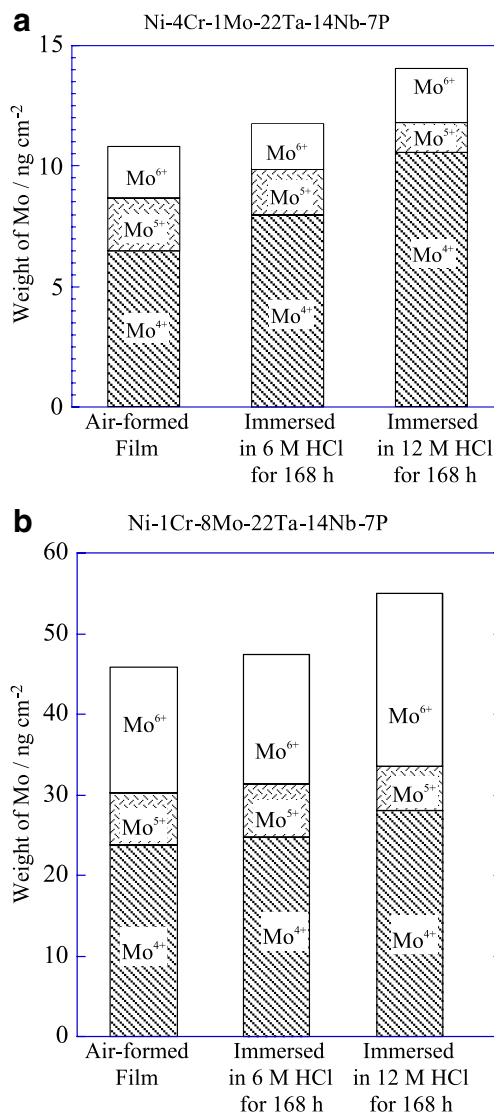 a
Ni-4Cr-1Mo-22Ta-14Nb-7P
15
10
5
0
Weight of Mo / ng cm⁻²
Mo⁶⁺
Mo⁵⁺
Mo⁴⁺
Mo⁶⁺
Mo⁵⁺
Mo⁴⁺
Mo⁶⁺
Mo⁵⁺
Mo⁴⁺
Air-formed
Film
Immersed
in 6 M HCl
for 168 h
Immersed
in 12 M HCl
for 168 h
b
Ni-1Cr-8Mo-22Ta-14Nb-7P
60
50
40
30
20
10
0
Weight of Mo / ng cm⁻²
Mo⁶⁺
Mo⁵⁺
Mo⁴⁺
Mo⁶⁺
Mo⁵⁺
Mo⁴⁺
Mo⁶⁺
Mo⁵⁺
Mo⁴⁺
Air-formed
Film
Immersed
in 6 M HCl
for 168 h
Immersed
in 12 M HCl
for 168 h